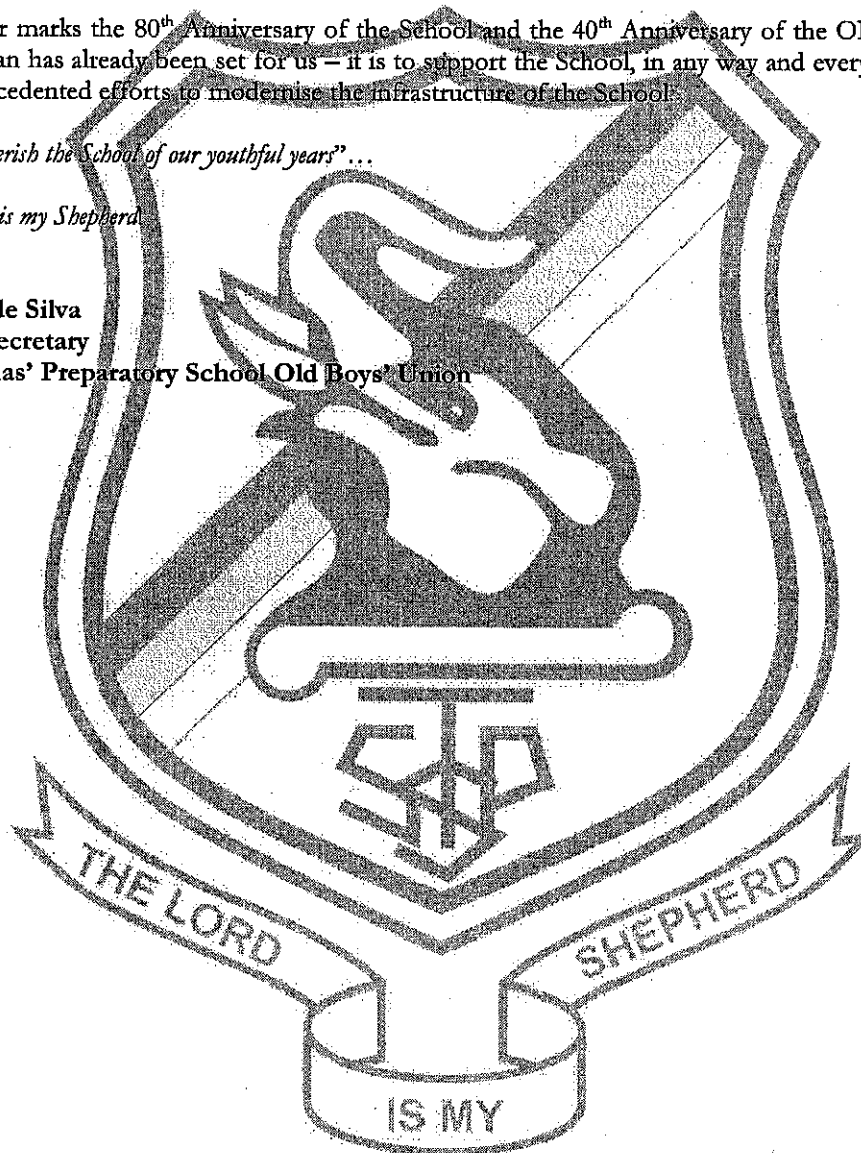 r marks the 80th Anniversary of the School and the 40th Anniversary of the Ol
an has already been set for us – it is to support the School, in any way and every
cedented efforts to modernise the infrastructure of the School.
erish the School of our youthful years"…
is my Shepherd
de Silva
ecretary
as' Preparatory School Old Boys' Union
THE LORD
IS MY
SHEPHERD